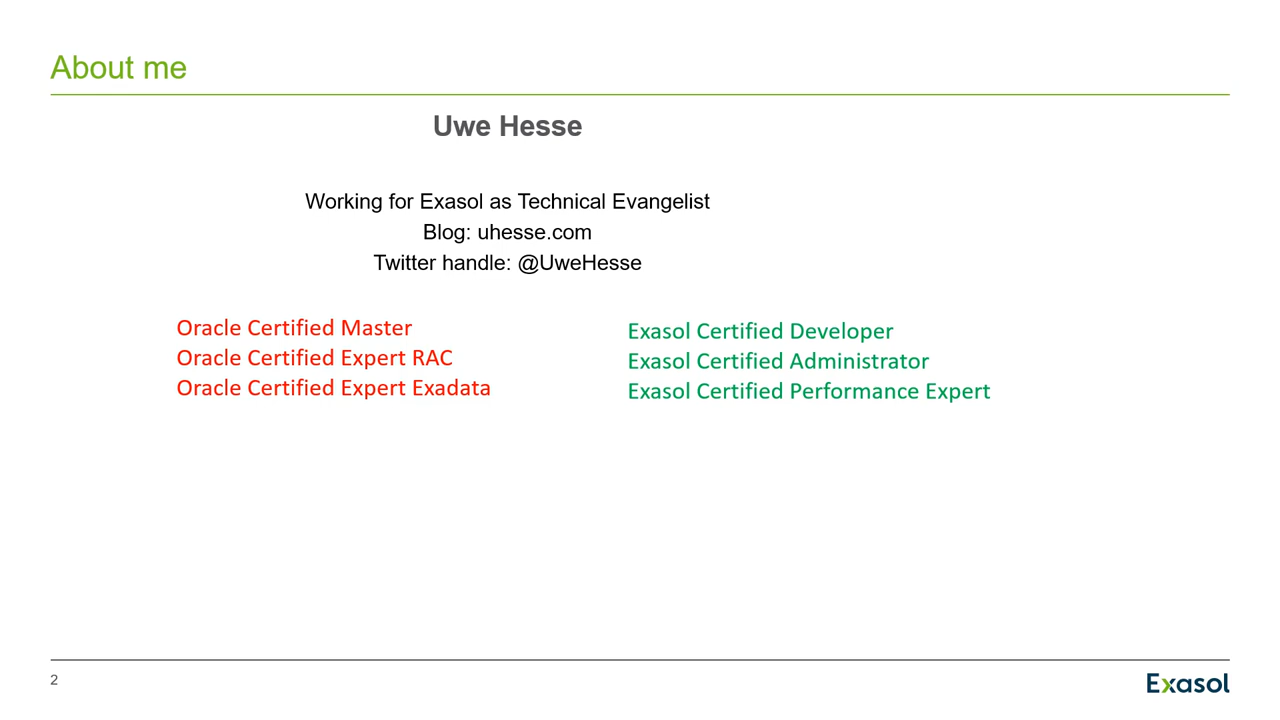 About me
Uwe Hesse
Working for Exasol as Technical Evangelist
Blog: uhesse.com
Twitter handle: @UweHesse
Oracle Certified Master
Oracle Certified Expert RAC
Oracle Certified Expert Exadata
Exasol Certified Developer
Exasol Certified Administrator
Exasol Certified Performance Expert
2
Exasol